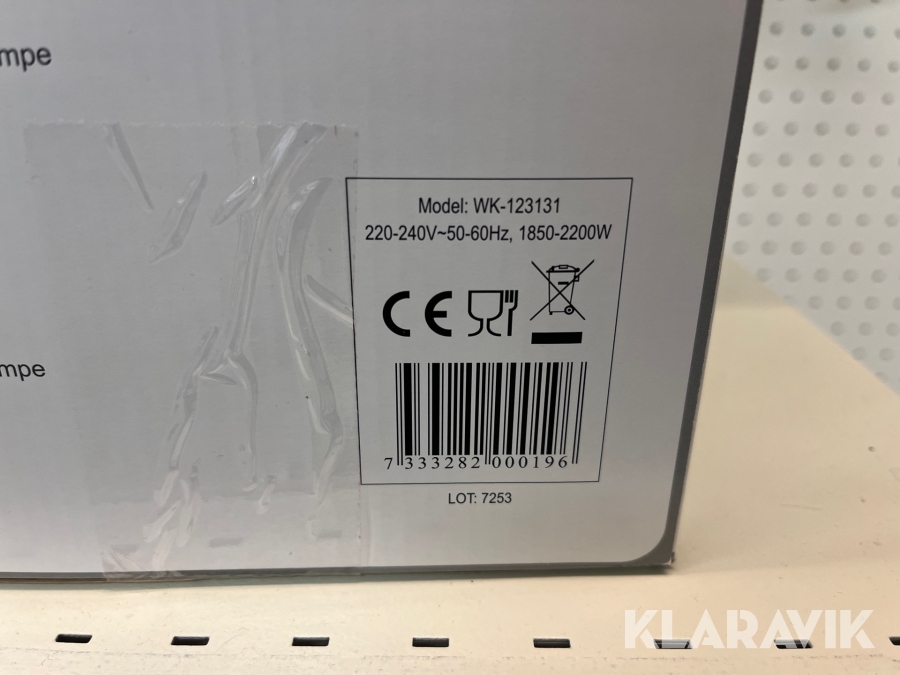 mpe
Model: WK-123131
220-240V~50-60Hz, 1850-2200W
CE
7 333282 000196
mpe
LOT: 7253
KLARAVIK